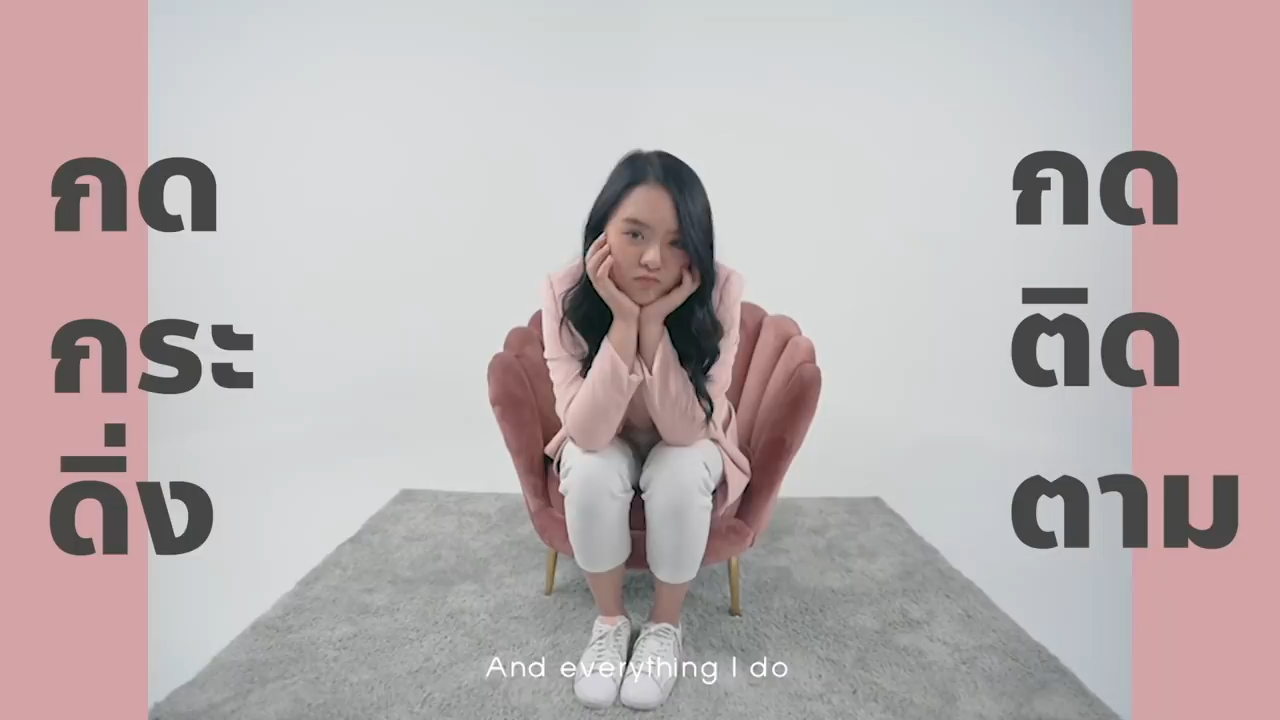 กด
กระ
ดิ่ง
กด
ติด
ตาม
And everything I do